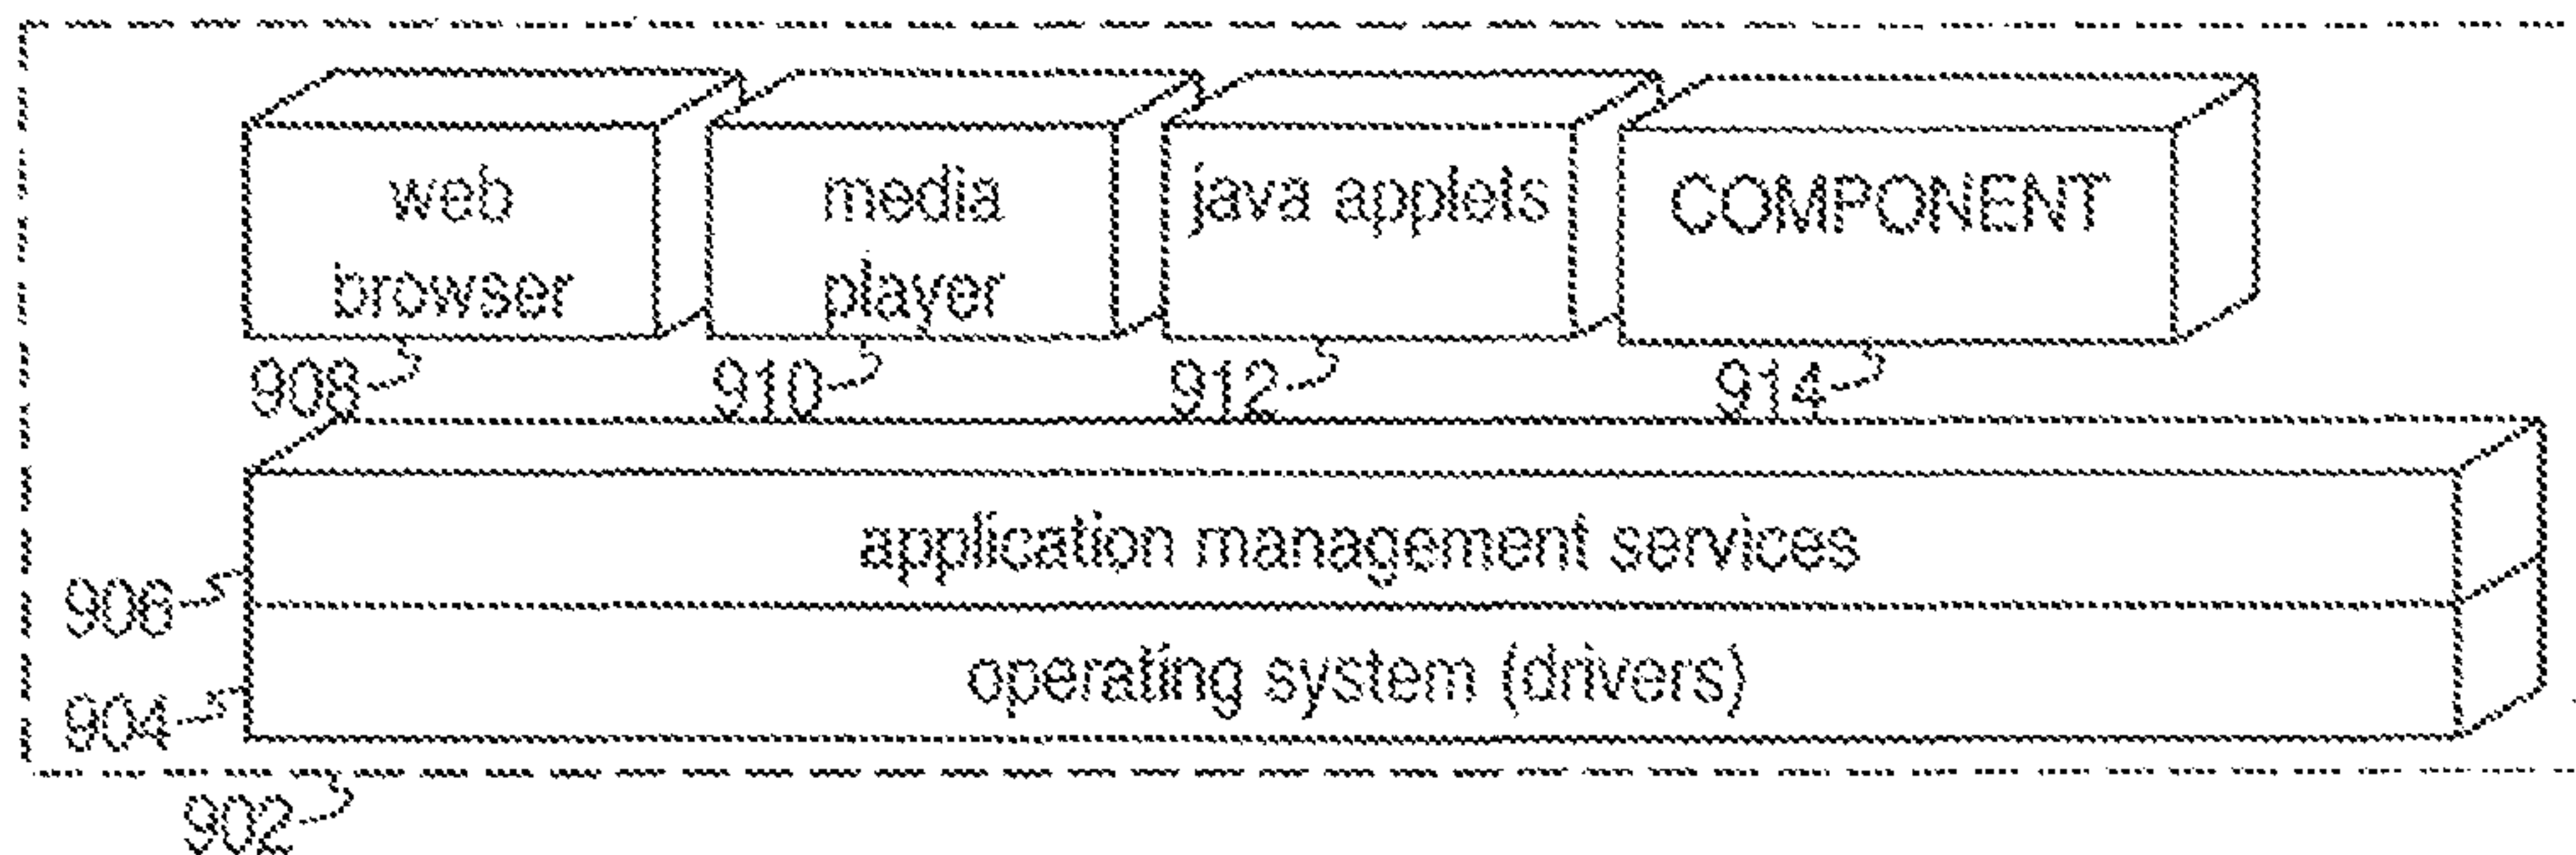 web
browser
media
player
java applets
COMPONENT
908
910
912
914
application management services
906
operating system (drivers)
904
902